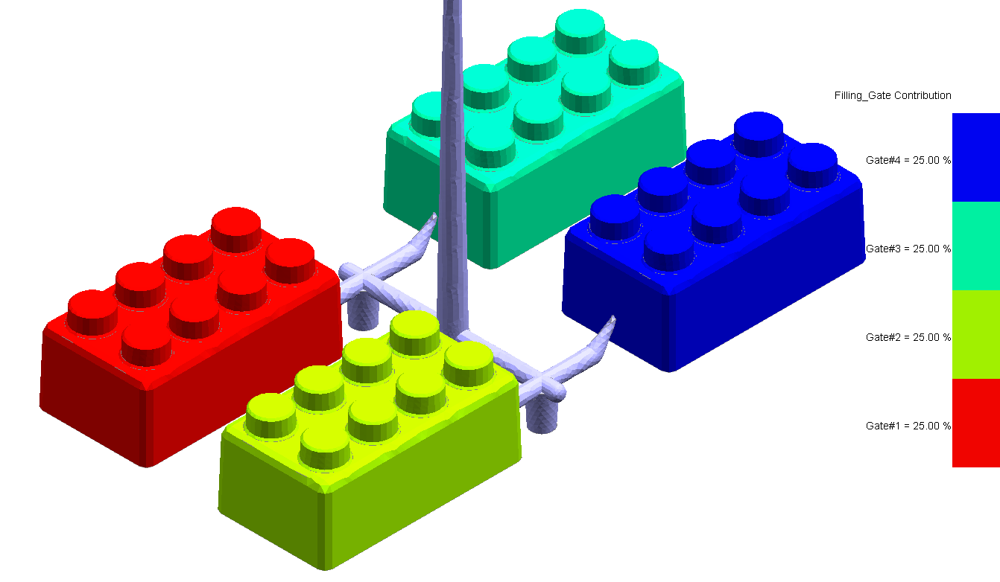 Filling_Gate Contribution
Gate#4 = 25.00 %
Gate#3 = 25.00 %
Gate#2 = 25.00 %
Gate#1 = 25.00 %